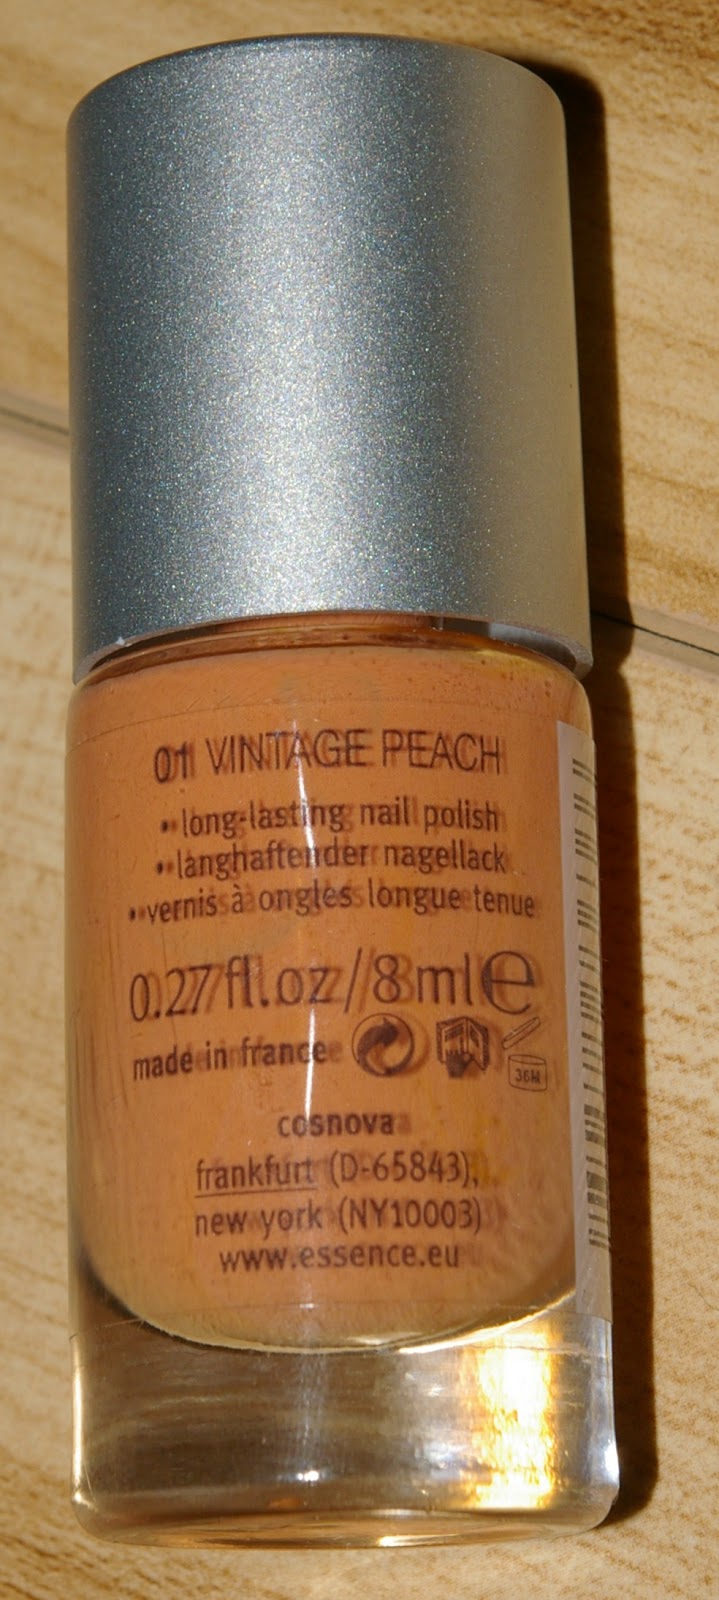 01 VINTAGE PEACH
• long-lasting nail polish
• langhaftender nagellack
• vernis à ongles longue tenue
0.27 fl.oz/8 ml e
made in france
36M
cosnova
frankfurt (D-65843),
new york (NY10003)
www.essence.eu